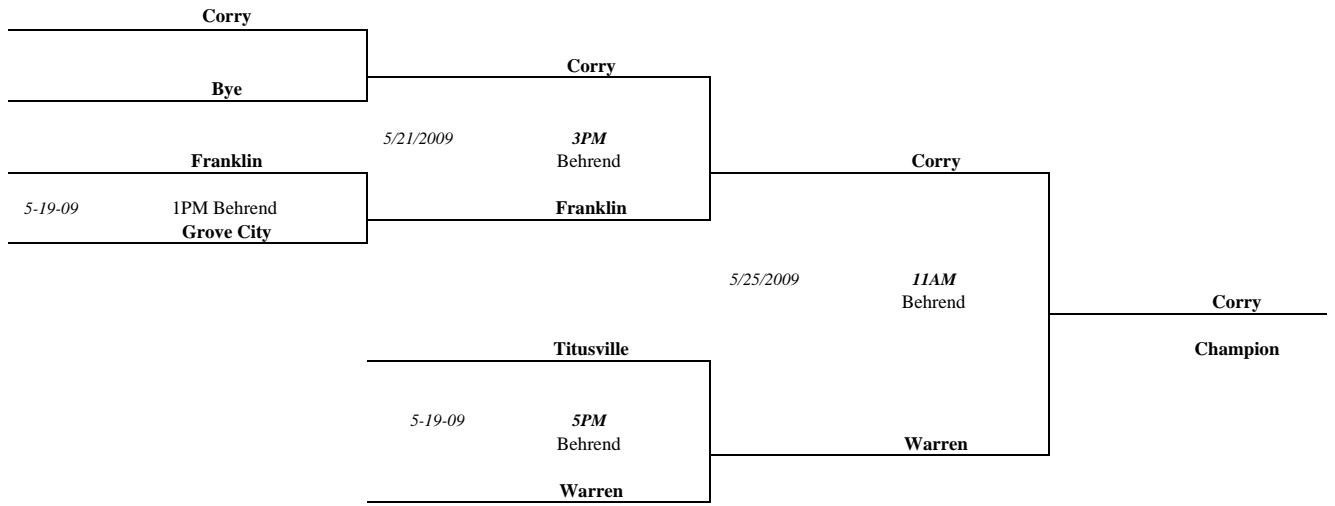 Corry
Corry
Bye
5/21/2009 3PM
Behrend
Franklin
Corry
5-19-09 1PM Behrend
Franklin
Grove City
5/25/2009 11AM
Behrend
Corry
Titusville
Champion
5-19-09 5PM
Behrend
Warren
Warren